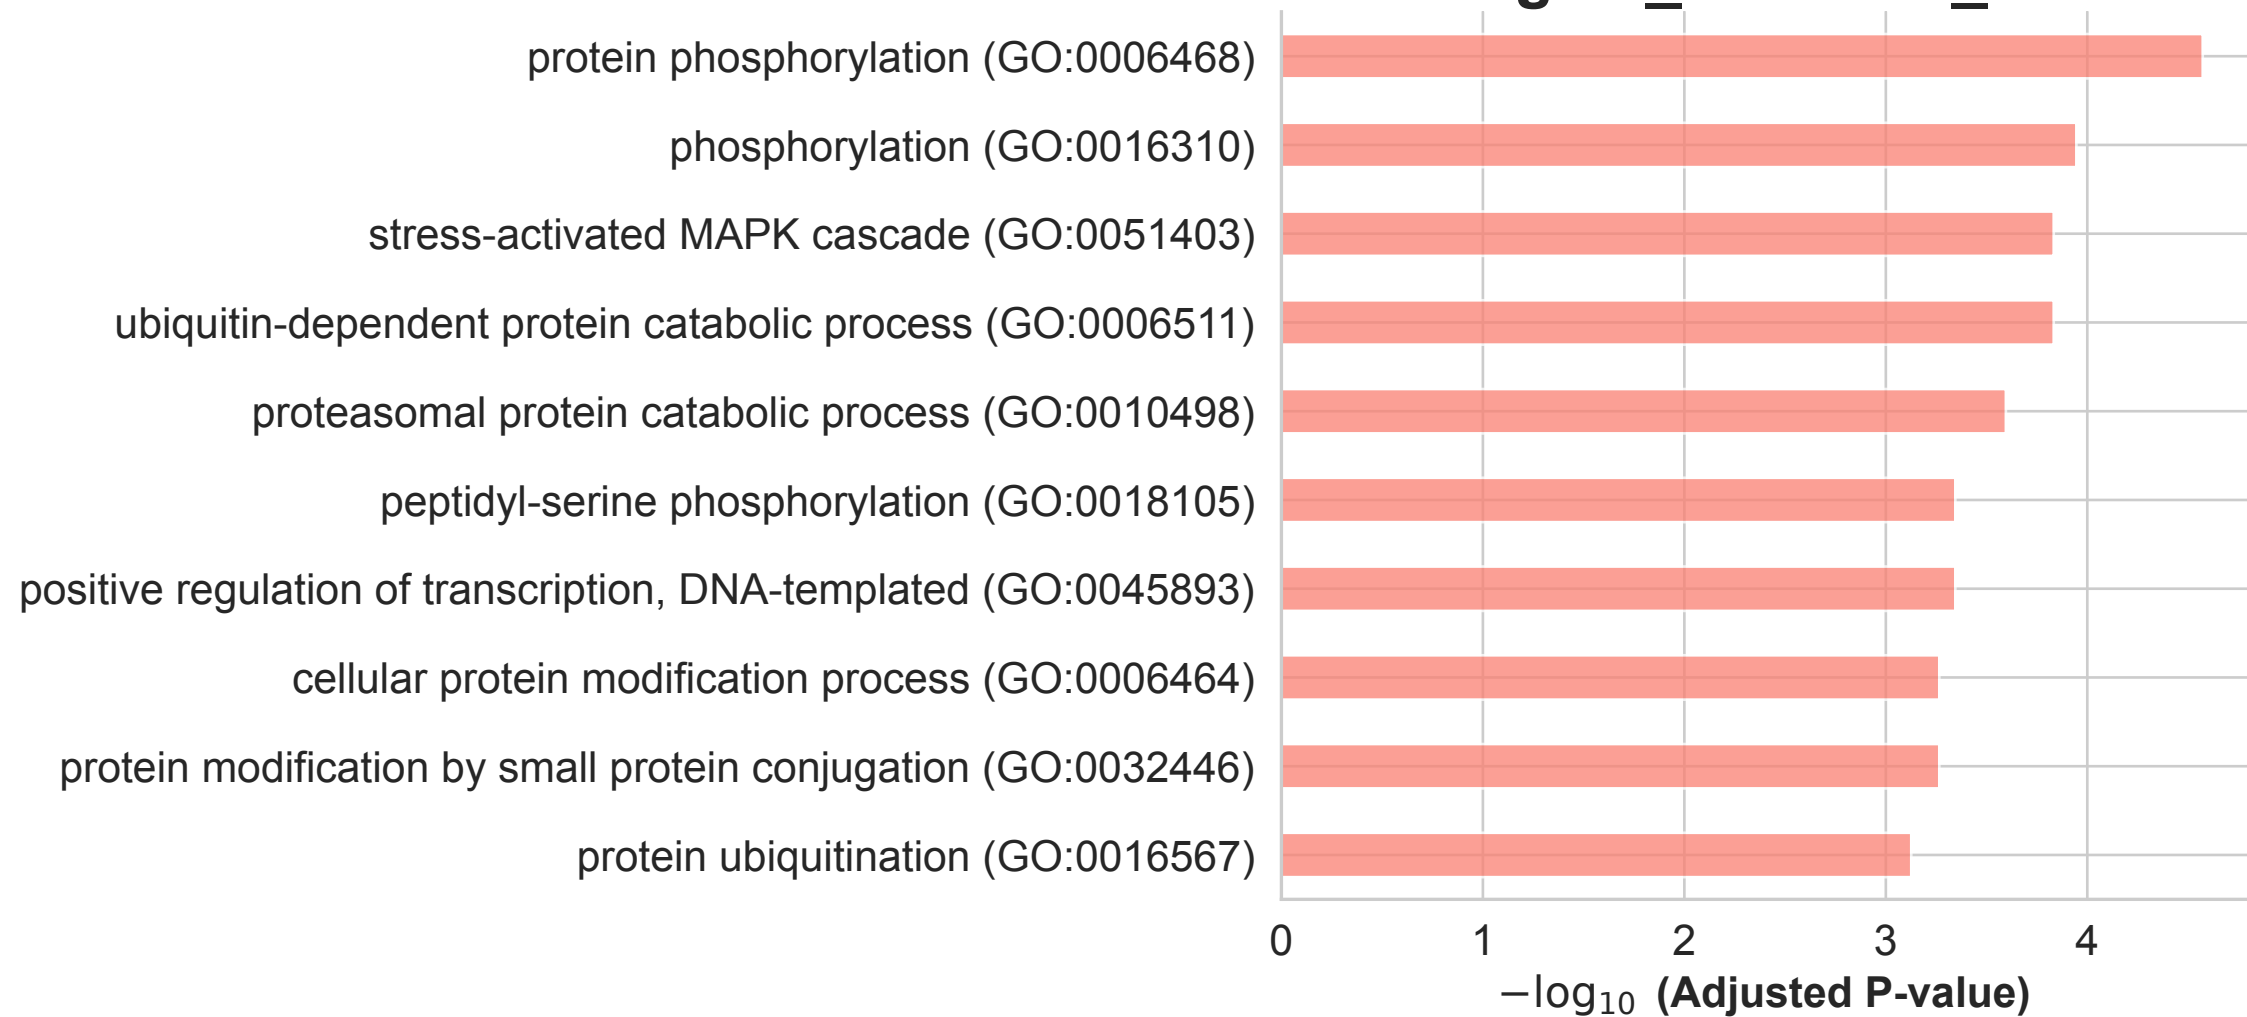 protein phosphorylation (GO:0006468)
phosphorylation (GO:0016310)
stress-activated MAPK cascade (GO:0051403)
ubiquitin-dependent protein catabolic process (GO:0006511)
proteasomal protein catabolic process (GO:0010498)
peptidyl-serine phosphorylation (GO:0018105)
positive regulation of transcription, DNA-templated (GO:0045893)
cellular protein modification process (GO:0006464)
protein modification by small protein conjugation (GO:0032446)
protein ubiquitination (GO:0016567)
0 1 2 3 4
−log₁₀ (Adjusted P-value)